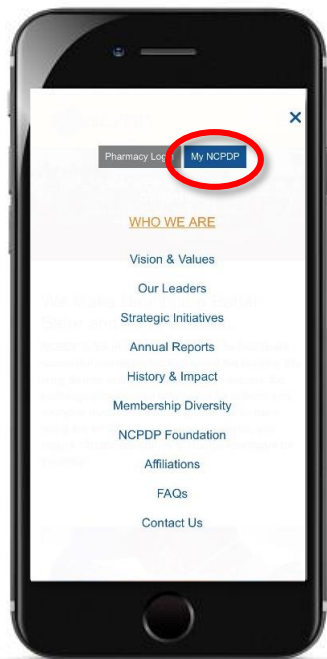 ×
Pharmacy Login My NCPDP
WHO WE ARE
Vision & Values
Our Leaders
Strategic Initiatives
Annual Reports
History & Impact
Membership Diversity
NCPDP Foundation
Affiliations
FAQs
Contact Us